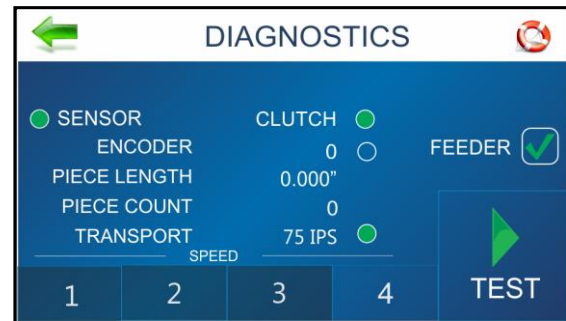 DIAGNOSTICS
SENSOR CLUTCH
ENCODER 0
FEEDER
PIECE LENGTH 0.000”
PIECE COUNT 0
TRANSPORT 75 IPS
SPEED
1 2 3 4 TEST